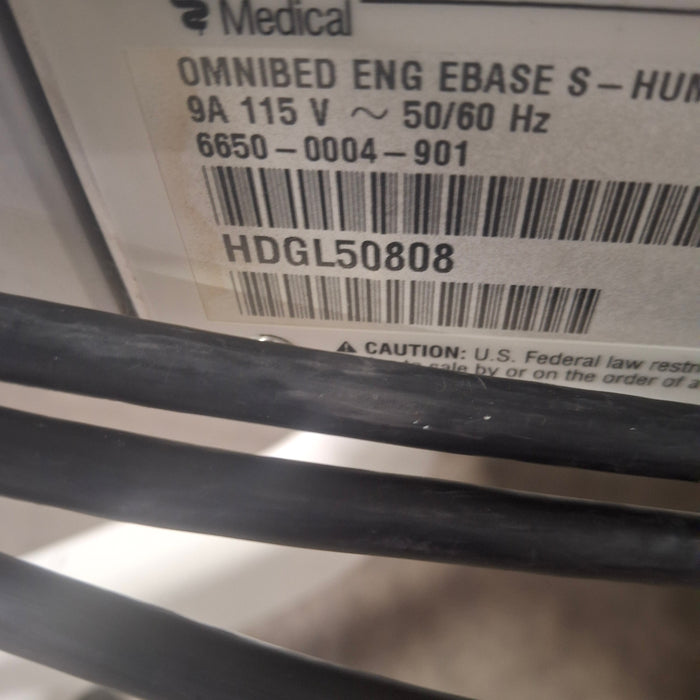 Medical
OMNIBED ENG EBASE S-HUM
9A 115 V ~ 50/60 Hz
6650-0004-901
HDGL50808
CAUTION: U.S. Federal law restri
sale by or on the order of a